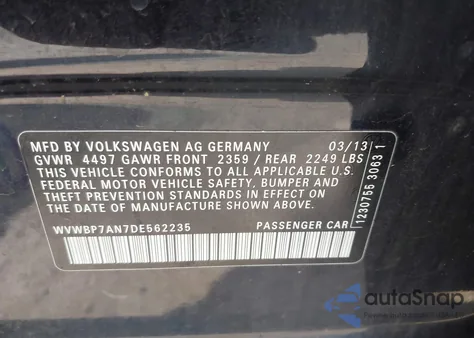 MFD BY VOLKSWAGEN AG GERMANY 03/13
GVWR 4497 GAWR FRONT 2359 / REAR 2249 LBS
THIS VEHICLE CONFORMS TO ALL APPLICABLE U.S.
FEDERAL MOTOR VEHICLE SAFETY, BUMPER AND
THEFT PREVENTION STANDARDS IN EFFECT ON THE
DATE OF MANUFACTURE SHOWN ABOVE.
WVWBP7AN7DE562235 PASSENGER CAR
1230755 3063 1
autoSnap